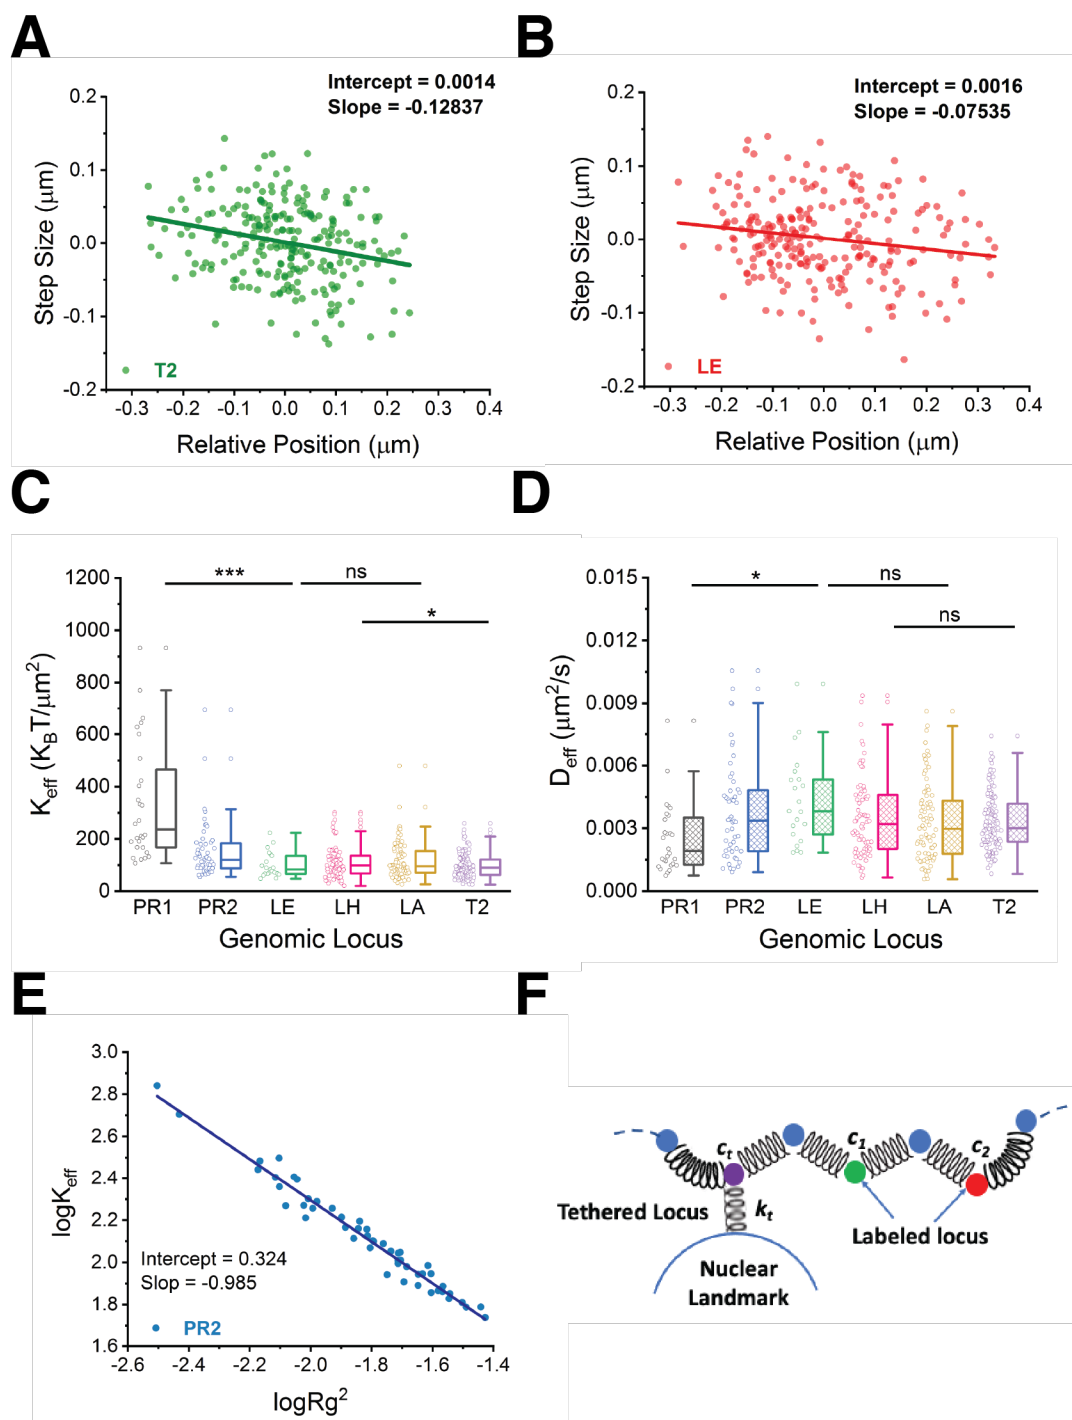 A
Intercept = 0.0014
Slope = -0.12837
0.2
0.1
0.0
-0.1
-0.2
Step Size (μm)
T2
-0.3 -0.2 -0.1 0.0 0.1 0.2 0.3 0.4
Relative Position (μm)
B
Intercept = 0.0016
Slope = -0.07535
0.2
0.1
0.0
-0.1
-0.2
Step Size (μm)
LE
-0.3 -0.2 -0.1 0.0 0.1 0.2 0.3 0.4
Relative Position (μm)
C
1200
1000
800
600
400
200
0
Keff (KBT/μm²)
*** ns
*
PR1 PR2 LE LH LA T2
Genomic Locus
D
0.015
0.012
0.009
0.006
0.003
0.000
Deff (μm²/s)
* ns
ns
PR1 PR2 LE LH LA T2
Genomic Locus
E
3.0
2.8
2.6
2.4
2.2
2.0
1.8
1.6
logKeff
Intercept = 0.324
Slop = -0.985
PR2
-2.6 -2.4 -2.2 -2.0 -1.8 -1.6 -1.4
logRg²
F
ct c1 c2
Tethered Locus kt
Labeled locus
Nuclear
Landmark